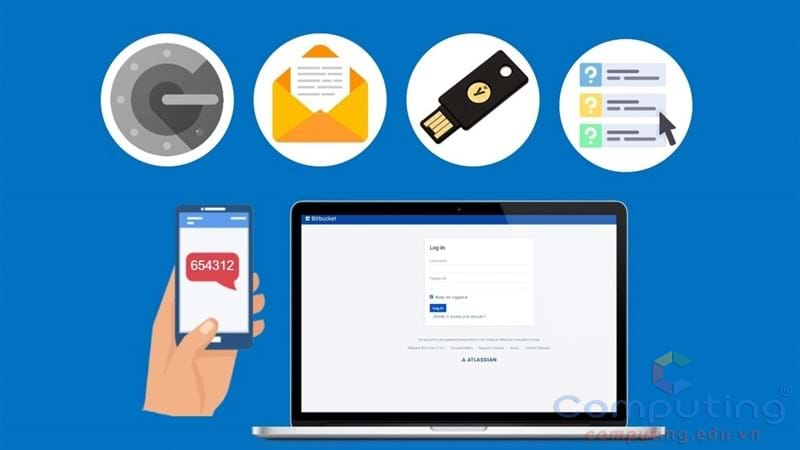 ?
?
?
654312
Bitbucket
Log in
Username
Password
Keep me logged in
Log in
Unable to access your account?
ATLASSIAN
Computing®
computing.edu.vn